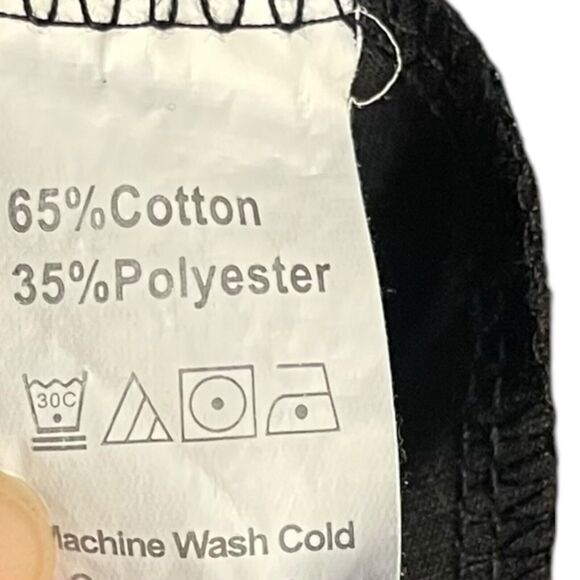 65%Cotton
35%Polyester
30C
Machine Wash Cold